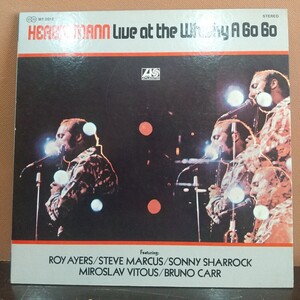 STEREO
HERBIE MANN Live at the Whisky A Go Go
Featuring:
ROY AYERS/STEVE MARCUS/SONNY SHARROCK
MIROSLAV VITOUS/BRUNO CARR